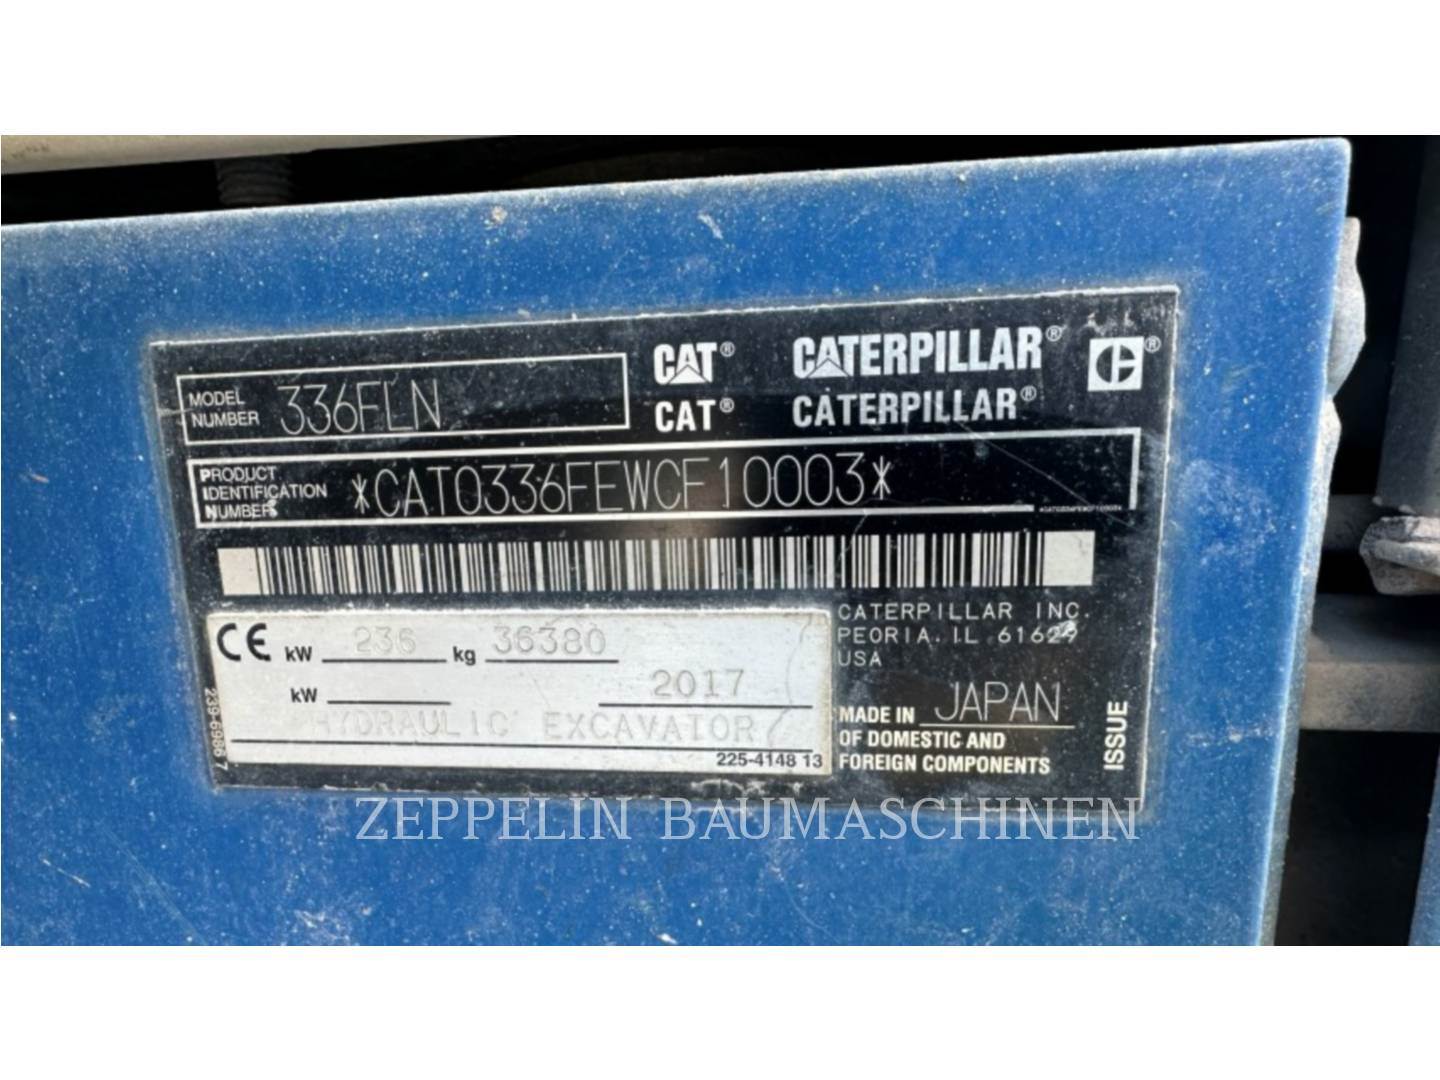 MODEL NUMBER 336FLN
CAT® CATERPILLAR® ®
CAT® CATERPILLAR®
PRODUCT IDENTIFICATION NUMBER *CAT0336FEWCF10003*
CE kW 236 kg 36380
kW 2017
HYDRAULIC EXCAVATOR
225-4148 13
239-6986 7
CATERPILLAR INC.
PEORIA, IL 61629
USA
MADE IN JAPAN
OF DOMESTIC AND
FOREIGN COMPONENTS
ISSUE
ZEPPELIN BAUMASCHINEN